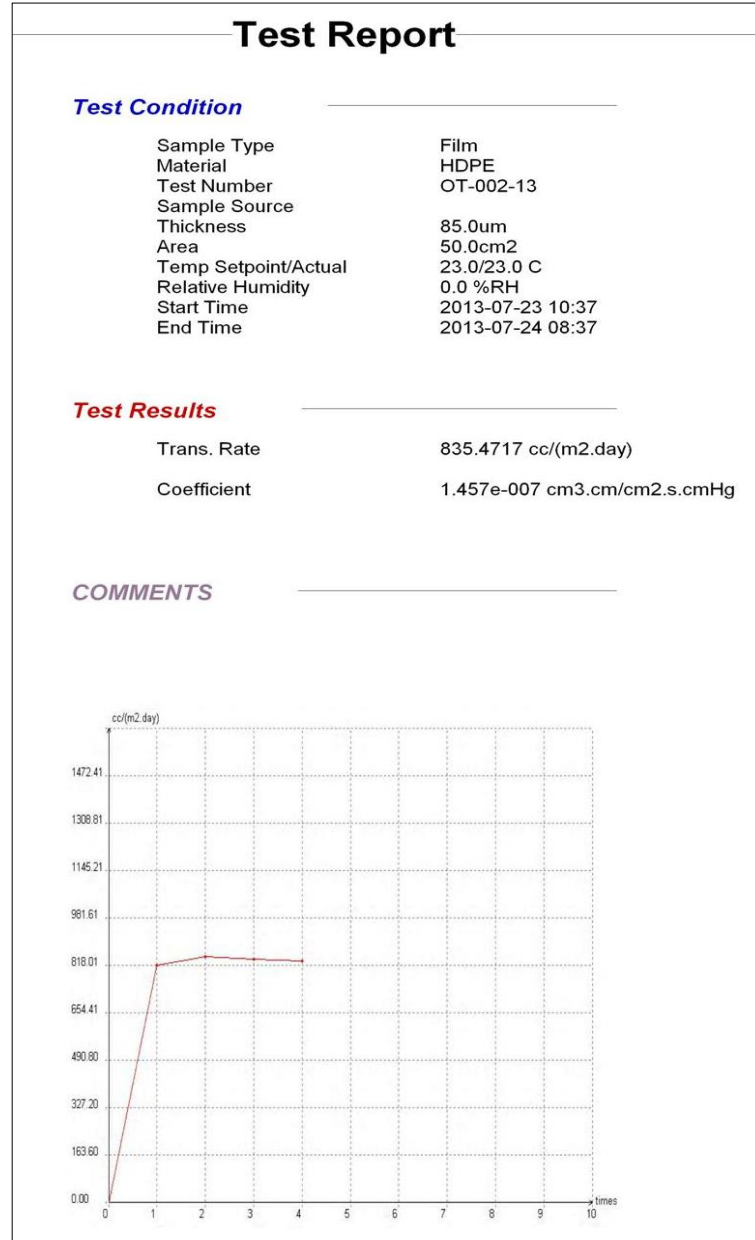 Test Report
Test Condition
Sample Type Film
Material HDPE
Test Number OT-002-13
Sample Source
Thickness 85.0um
Area 50.0cm2
Temp Setpoint/Actual 23.0/23.0 C
Relative Humidity 0.0 %RH
Start Time 2013-07-23 10:37
End Time 2013-07-24 08:37
Test Results
Trans. Rate 835.4717 cc/(m2.day)
Coefficient 1.457e-007 cm3.cm/cm2.s.cmHg
COMMENTS
cc/(m2.day)
1472.41
1308.81
1145.21
981.61
818.01
654.41
490.80
327.20
163.60
0.00
times
0 1 2 3 4 5 6 7 8 9 10